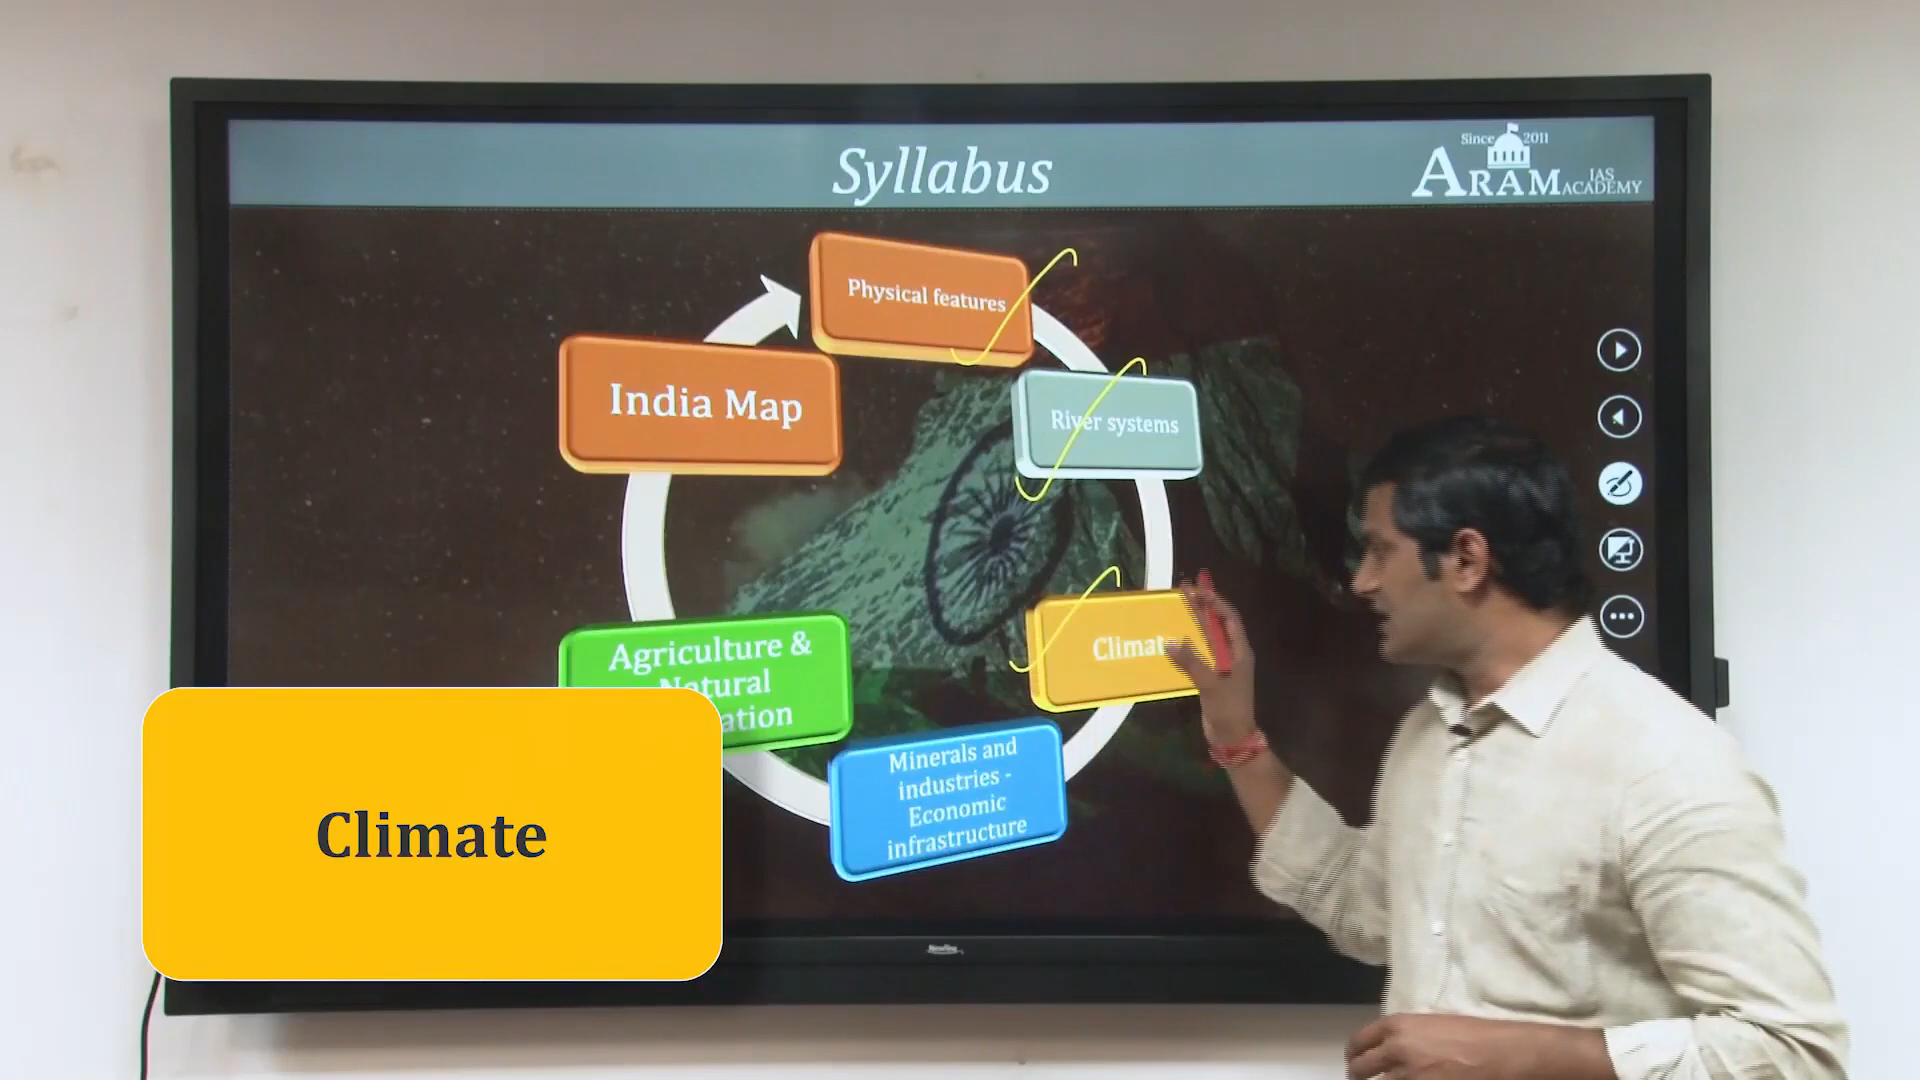 Syllabus
Since 2011
ARAM IAS ACADEMY
Physical features
India Map
River systems
Agriculture &
Natural
Climate
Minerals and
industries -
Economic
infrastructure
Climate